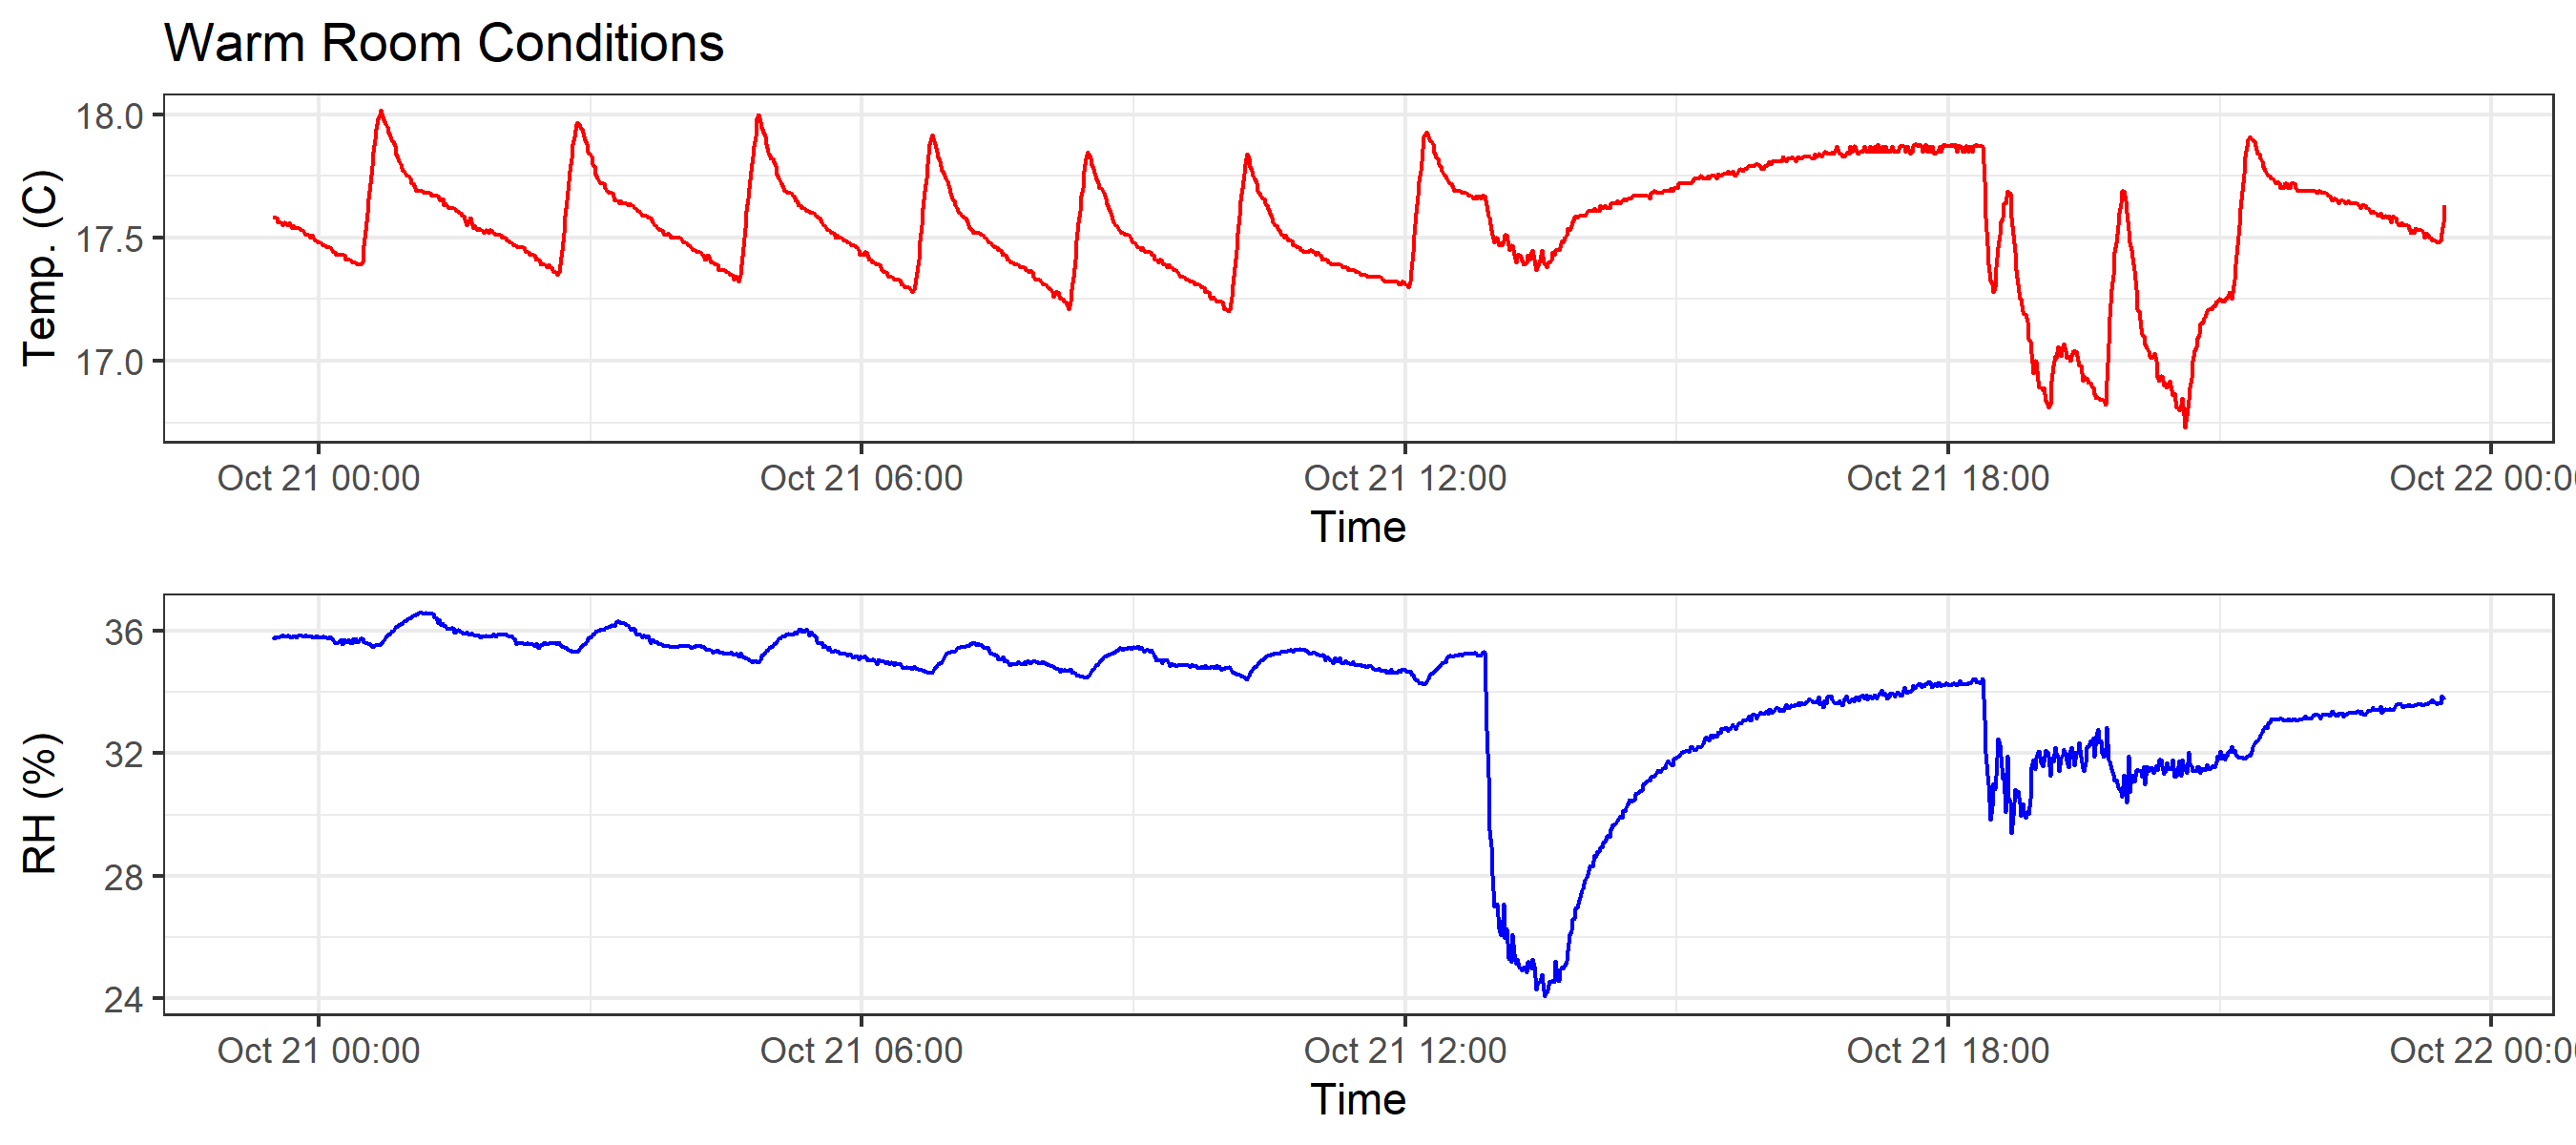 Warm Room Conditions
Temp. (C)
18.0
17.5
17.0
Oct 21 00:00 Oct 21 06:00 Oct 21 12:00 Oct 21 18:00 Oct 22 00:0
Time
RH (%)
36
32
28
24
Oct 21 00:00 Oct 21 06:00 Oct 21 12:00 Oct 21 18:00 Oct 22 00:0
Time